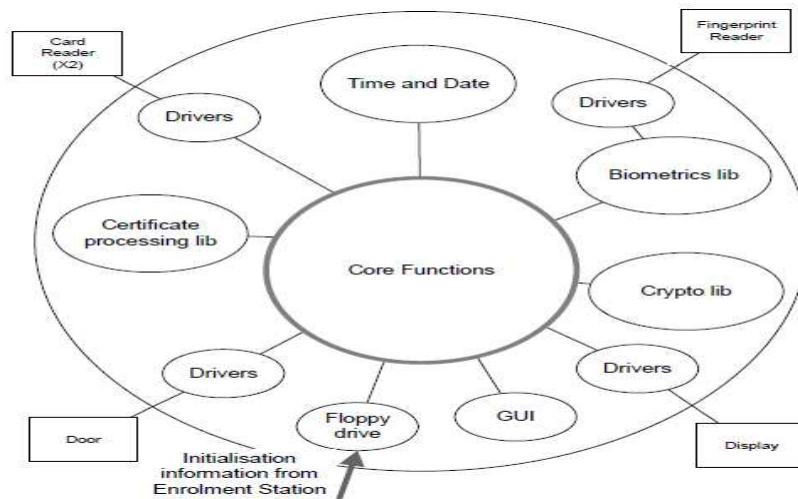 Card
Reader
(X2)
Fingerprint
Reader
Time and Date
Drivers
Drivers
Biometrics lib
Certificate
processing lib
Core Functions
Crypto lib
Drivers
Drivers
Floppy
drive
GUI
Door
Display
Initialisation
information from
Enrolment Station